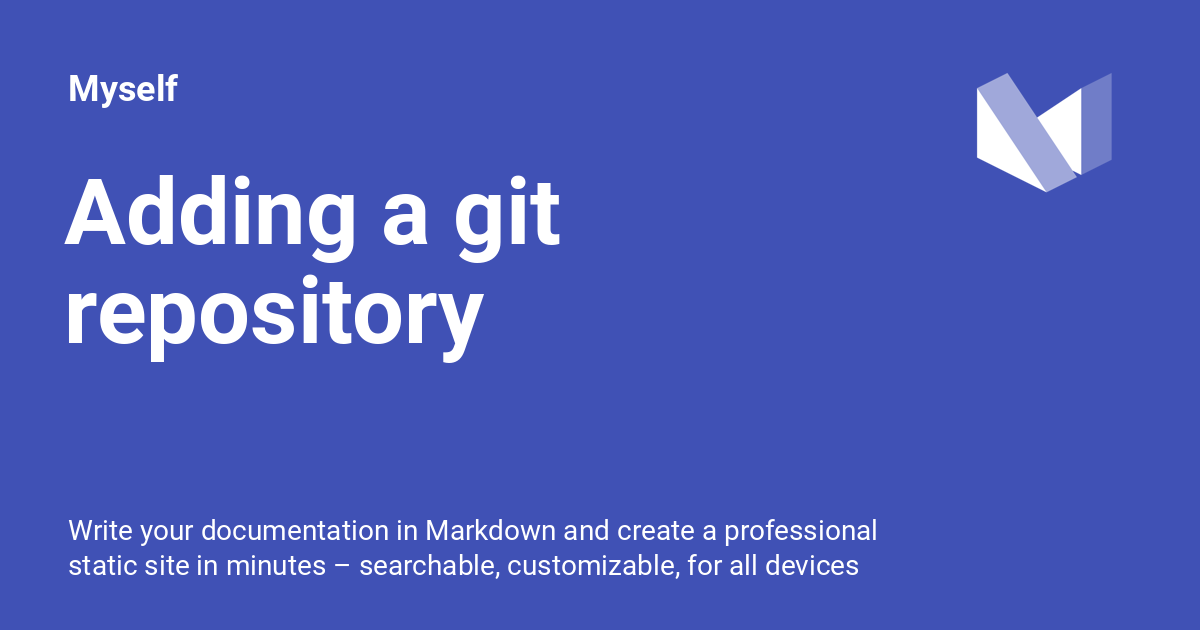 Myself
Adding a git
repository
Write your documentation in Markdown and create a professional
static site in minutes – searchable, customizable, for all devices